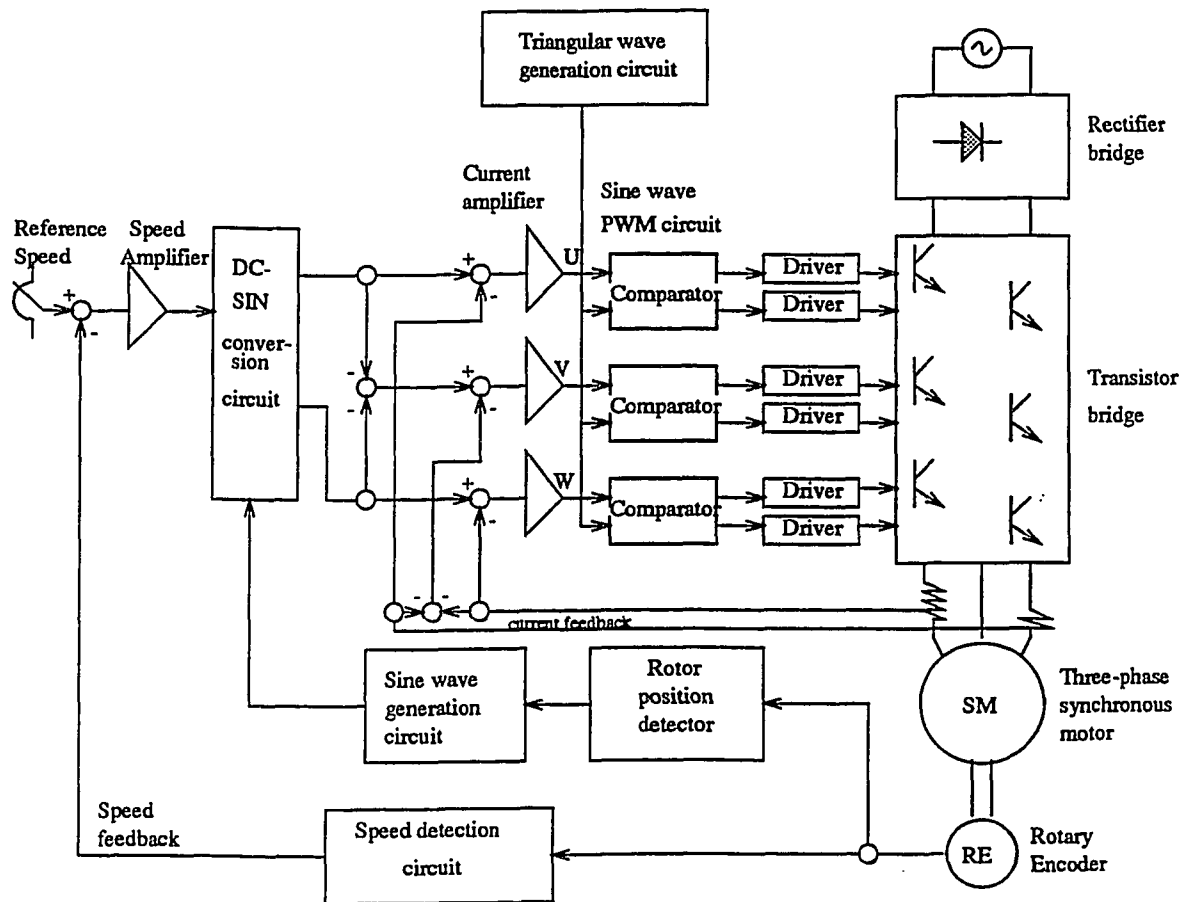 Triangular wave
generation circuit
Rectifier
bridge
Current
amplifier
Sine wave
PWM circuit
Reference
Speed
Speed
Amplifier
DC-
SIN
conver-
sion
circuit
+
-
+
-
U
Comparator
Driver
Driver
-
-
+
-
V
Comparator
Driver
Driver
Transistor
bridge
+
-
W
Comparator
Driver
Driver
-
-
current feedback
Sine wave
generation
circuit
Rotor
position
detector
SM
Three-phase
synchronous
motor
Speed
feedback
Speed detection
circuit
RE
Rotary
Encoder